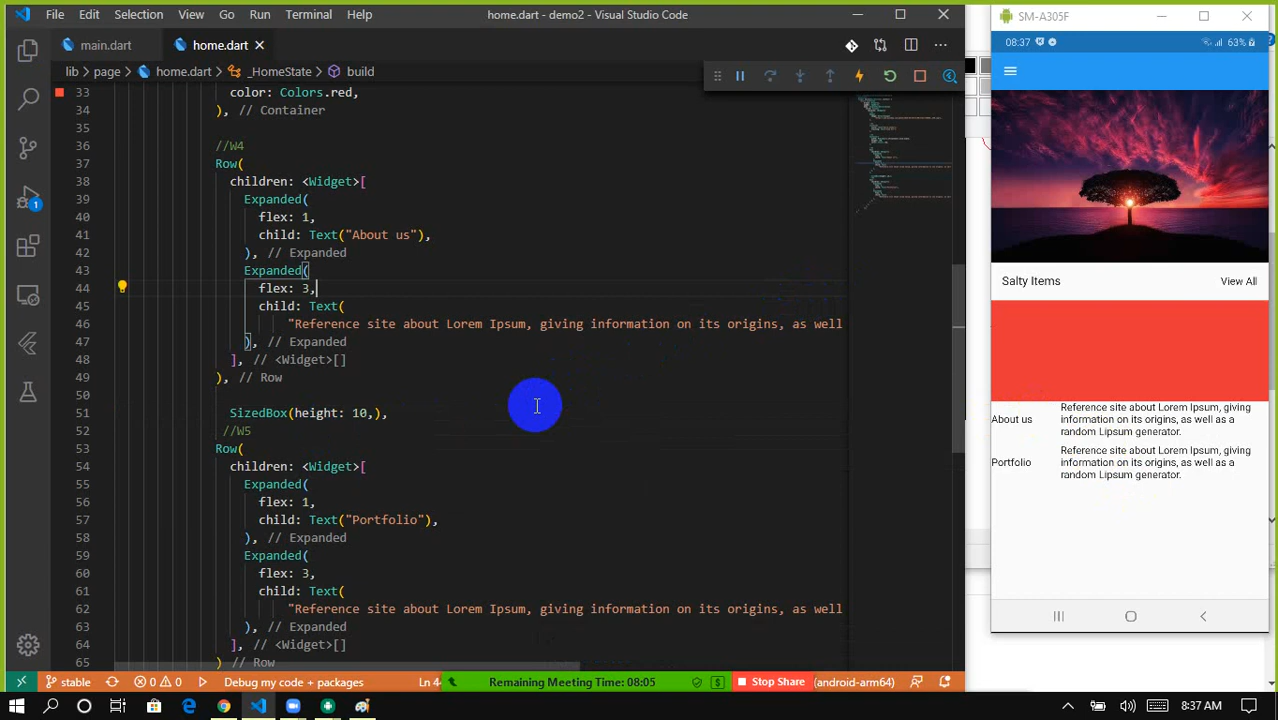 File Edit Selection View Go Run Terminal Help home.dart - demo2 - Visual Studio Code
main.dart home.dart
lib > page > home.dart > _HomeState > build
33 color: Colors.red,
34 ), // Container
35
36 //W4
37 Row(
38 children: <Widget>[
39 Expanded(
40 flex: 1,
41 child: Text("About us"),
42 ), // Expanded
43 Expanded(
44 flex: 3,
45 child: Text(
46 "Reference site about Lorem Ipsum, giving information on its origins, as well
47 ), // Expanded
48 ], // <Widget>[]
49 ), // Row
50
51 SizedBox(height: 10,),
52 //W5
53 Row(
54 children: <Widget>[
55 Expanded(
56 flex: 1,
57 child: Text("Portfolio"),
58 ), // Expanded
59 Expanded(
60 flex: 3,
61 child: Text(
62 "Reference site about Lorem Ipsum, giving information on its origins, as well
63 ), // Expanded
64 ], // <Widget>[]
65 ) // Row
1
stable 0 0 Debug my code + packages Ln 4 Remaining Meeting Time: 08:05 $ Stop Share (android-arm64)
8:37 AM
SM-A305F
08:37 63%
Salty Items View All
About us
Reference site about Lorem Ipsum, giving
information on its origins, as well as a
random Lipsum generator.
Portfolio
Reference site about Lorem Ipsum, giving
information on its origins, as well as a
random Lipsum generator.